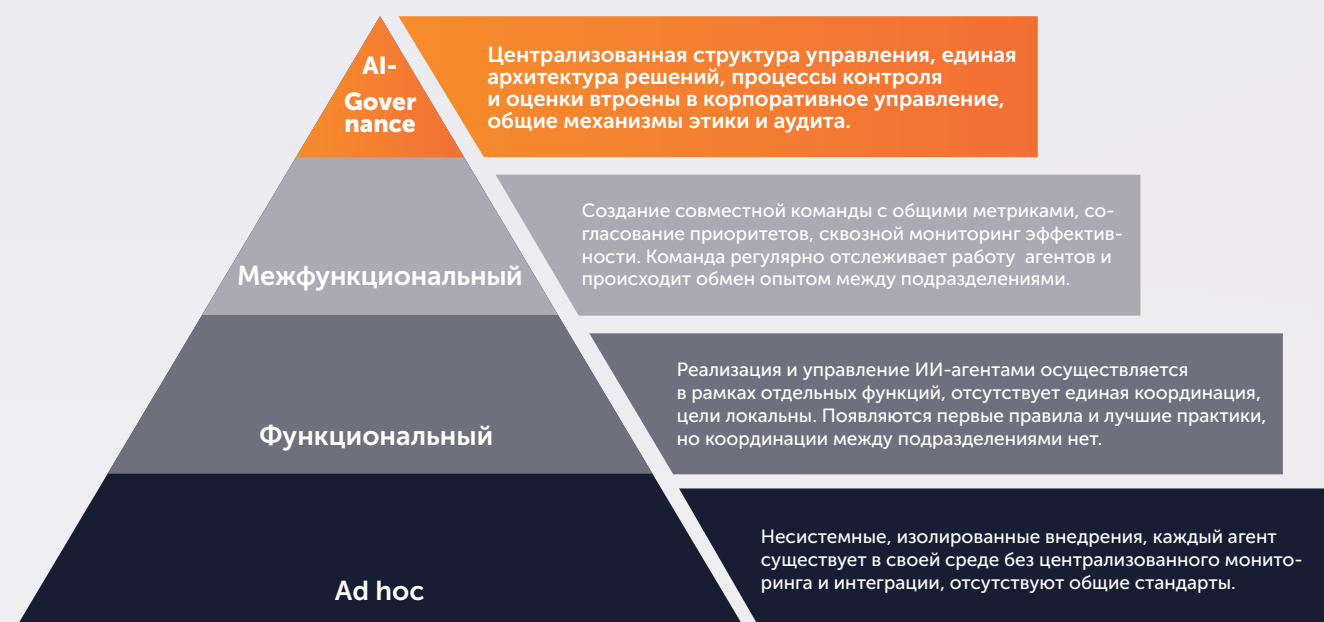 AI-
Gover
nance
Централизованная структура управления, единая
архитектура решений, процессы контроля
и оценки втроены в корпоративное управление,
общие механизмы этики и аудита.
Межфункциональный
Создание совместной команды с общими метриками, со-
гласование приоритетов, сквозной мониторинг эффектив-
ности. Команда регулярно отслеживает работу агентов и
происходит обмен опытом между подразделениями.
Функциональный
Реализация и управление ИИ-агентами осуществляется
в рамках отдельных функций, отсутствует единая координация,
цели локальны. Появляются первые правила и лучшие практики,
но координации между подразделениями нет.
Ad hoc
Несистемные, изолированные внедрения, каждый агент
существует в своей среде без централизованного монито-
ринга и интеграции, отсутствуют общие стандарты.